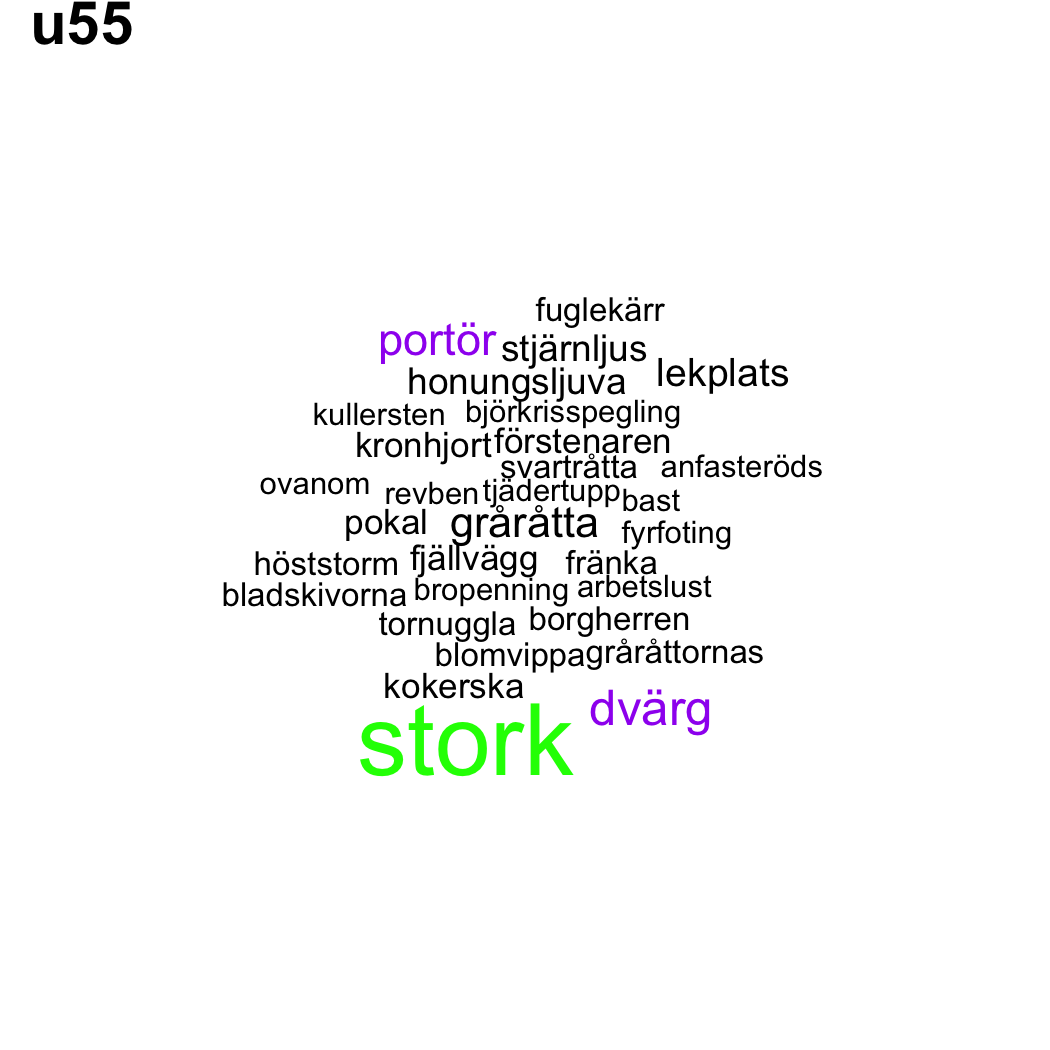 u55
fuglekärr
portör stjärnljus
honungsljuva lekplats
kullersten björkrisspegling
kronhjort förstenaren
svartråtta anfasteröds
ovanom revben tjädertupp bast
pokal gråråtta fyrfoting
höststorm fjällvägg fränka
bladskivorna bropenning arbetslust
tornuggla borgherren
blomvippa gråråttornas
kokerska
stork dvärg